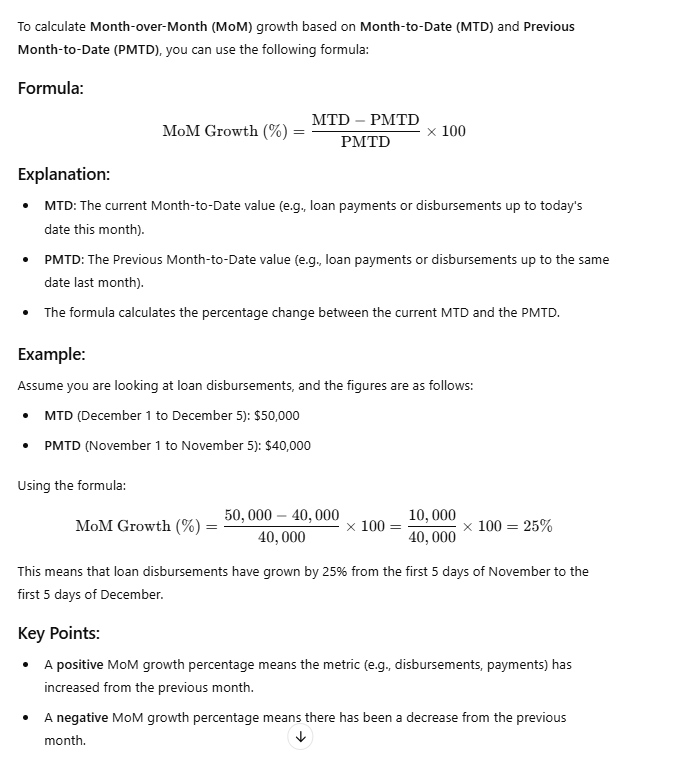 To calculate Month-over-Month (MoM) growth based on Month-to-Date (MTD) and Previous
Month-to-Date (PMTD), you can use the following formula:
Formula:
MoM Growth (%) = (MTD − PMTD) / PMTD × 100
Explanation:
• MTD: The current Month-to-Date value (e.g., loan payments or disbursements up to today's
date this month).
• PMTD: The Previous Month-to-Date value (e.g., loan payments or disbursements up to the same
date last month).
• The formula calculates the percentage change between the current MTD and the PMTD.
Example:
Assume you are looking at loan disbursements, and the figures are as follows:
• MTD (December 1 to December 5): $50,000
• PMTD (November 1 to November 5): $40,000
Using the formula:
MoM Growth (%) = (50,000 − 40,000) / 40,000 × 100 = 10,000 / 40,000 × 100 = 25%
This means that loan disbursements have grown by 25% from the first 5 days of November to the
first 5 days of December.
Key Points:
• A positive MoM growth percentage means the metric (e.g., disbursements, payments) has
increased from the previous month.
• A negative MoM growth percentage means there has been a decrease from the previous
month.